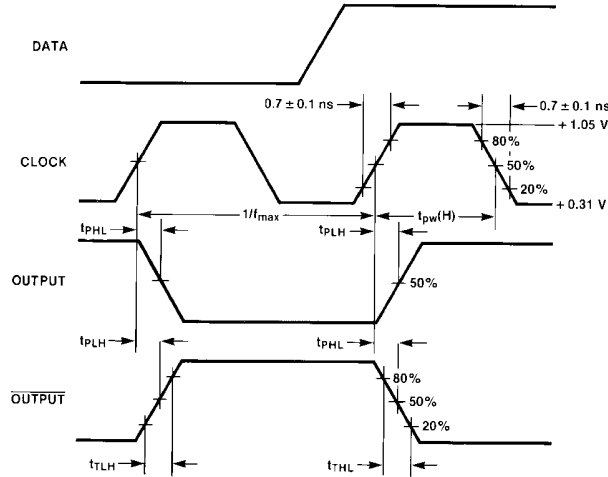 DATA
0.7 ± 0.1 ns
0.7 ± 0.1 ns
+ 1.05 V
CLOCK
80%
50%
20%
+ 0.31 V
1/fmax
tpw(H)
tPHL
tPLH
OUTPUT
50%
tPLH
tPHL
OUTPUT
80%
50%
20%
tTLH
tTHL